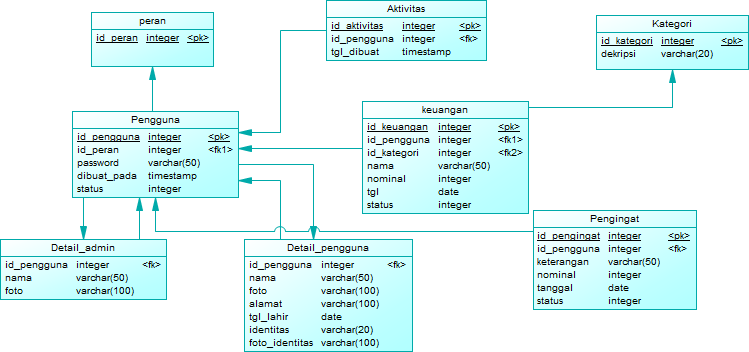 peran
id_peran integer <pk>
Aktivitas
id_aktivitas integer <pk>
id_pengguna integer <fk>
tgl_dibuat timestamp
Kategori
id_kategori integer <pk>
dekripsi varchar(20)
Pengguna
id_pengguna integer <pk>
id_peran integer <fk1>
password varchar(50)
dibuat_pada timestamp
status integer
keuangan
id_keuangan integer <pk>
id_pengguna integer <fk1>
id_kategori integer <fk2>
nama varchar(50)
nominal integer
tgl date
status integer
Pengingat
id_pengingat integer <pk>
id_pengguna integer <fk>
keterangan varchar(50)
nominal integer
tanggal date
status integer
Detail_admin
id_pengguna integer <fk>
nama varchar(50)
foto varchar(100)
Detail_pengguna
id_pengguna integer <fk>
nama varchar(50)
foto varchar(100)
alamat varchar(100)
tgl_lahir date
identitas varchar(20)
foto_identitas varchar(100)